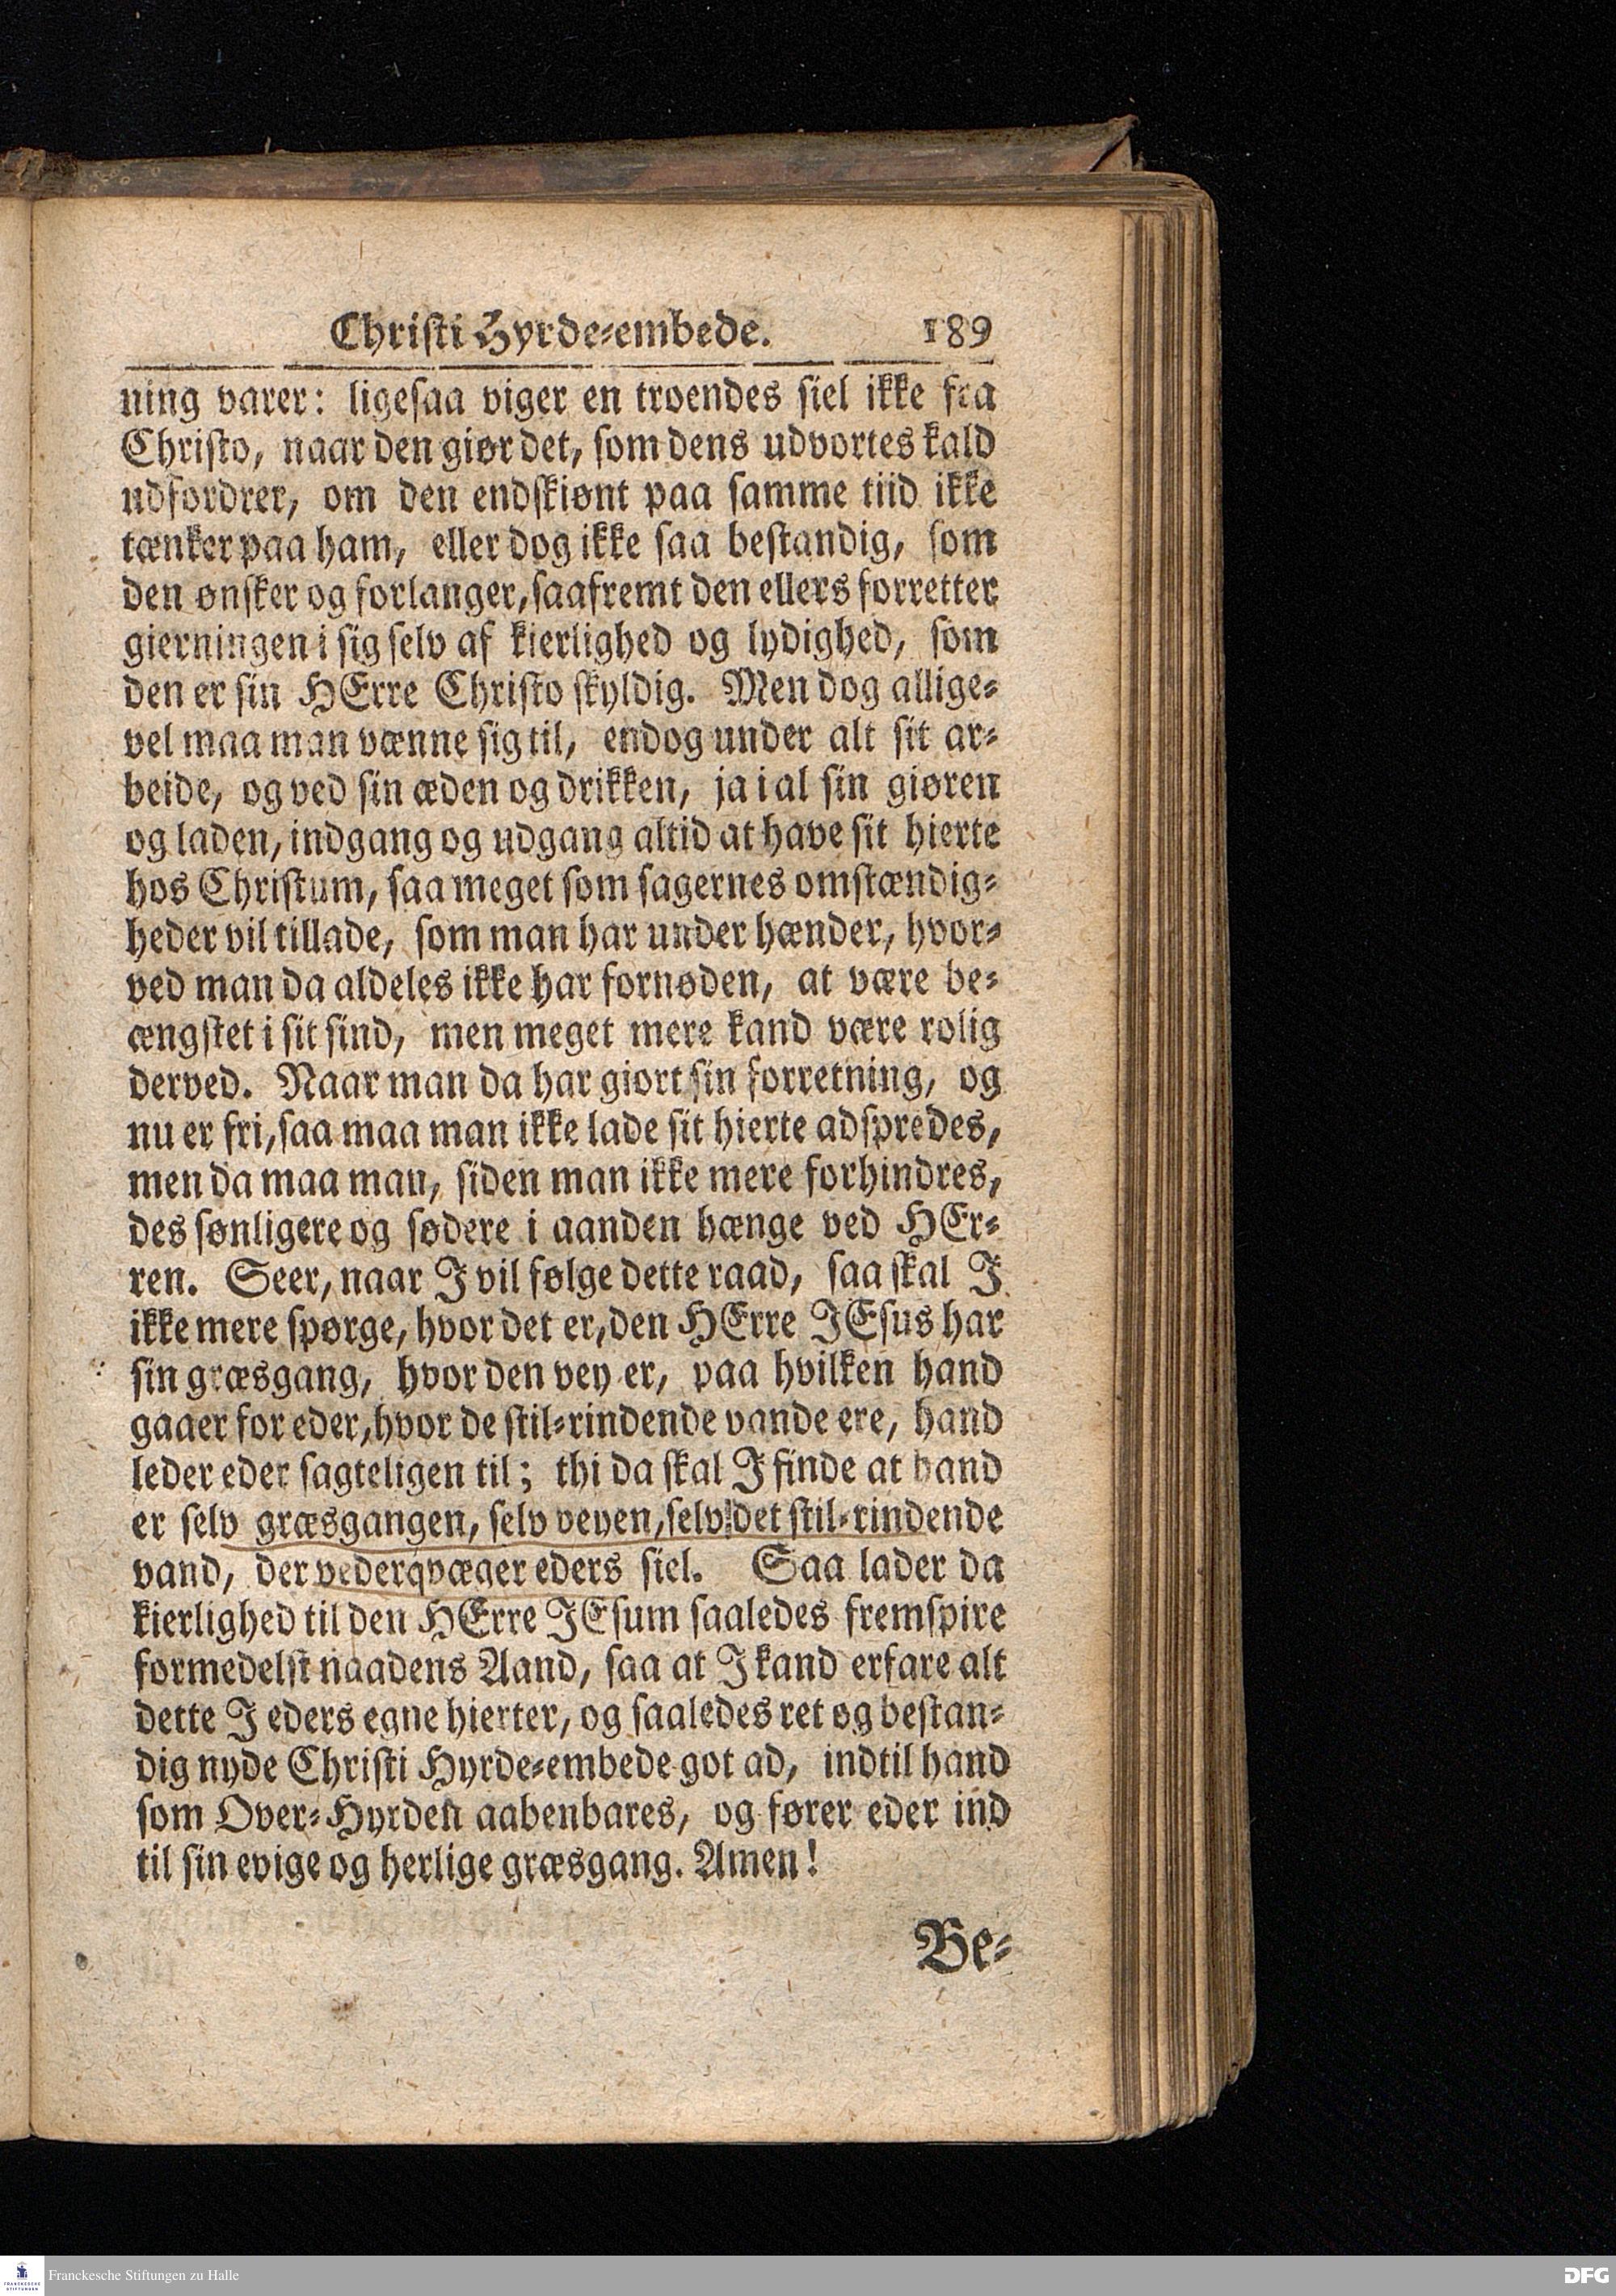 Christi Hyrde-embede. 189
ning varer: ligesaa viger en troendes siel ikke fra
Christo, naar den giør det, som dens udvortes kald
udfordrer, om den endskiønt paa samme tiid ikke
tænker paa ham, eller dog ikke saa bestandig, som
den ønsker og forlanger, saafremt den ellers forretter
gierningen i sig selv af kierlighed og lydighed, som
den er sin HErre Christo skyldig. Men dog allige-
vel maa man vænne sig til, endog under alt sit ar-
beide, og ved sin æden og drikken, ja i al sin giøren
og laden, indgang og udgang altid at have sit hierte
hos Christum, saa meget som sagernes omstændig-
heder vil tillade, som man har under hænder, hvor-
ved man da aldeles ikke har fornøden, at være be-
ængstet i sit sind, men meget mere kand være rolig
derved. Naar man da har giort sin forretning, og
nu er fri, saa maa man ikke lade sit hierte adspredes,
men da maa man, siden man ikke mere forhindres,
des sønligere og sødere i aanden hænge ved HEr-
ren. Seer, naar J vil følge dette raad, saa skal J
ikke mere spørge, hvor det er, den HErre JEsus har
sin græsgang, hvor den vey er, paa hvilken hand
gaaer for eder, hvor de stil-rindende vande ere, hand
leder eder sagteligen til; thi da skal J finde at hand
er selv græsgangen, selv veyen, selv det stil-rindende
vand, der vederqvæger eders siel. Saa lader da
kierlighed til den HErre JEsum saaledes fremspire
formedelst naadens Aand, saa at J kand erfare alt
dette J eders egne hierter, og saaledes ret og bestan-
dig nyde Christi Hyrde-embede got ad, indtil hand
som Over-Hyrden aabenbares, og fører eder ind
til sin evige og herlige græsgang. Amen!
Be-
FRANCKESCHE
STIFTUNGEN
Franckesche Stiftungen zu Halle
DFG